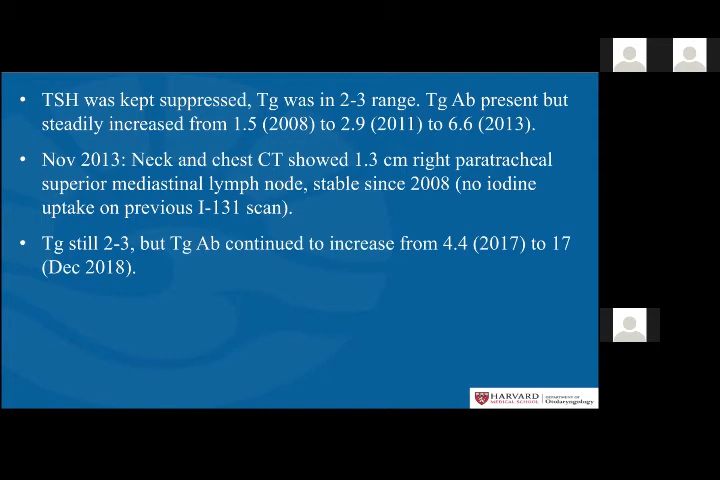 • TSH was kept suppressed, Tg was in 2-3 range. Tg Ab present but
steadily increased from 1.5 (2008) to 2.9 (2011) to 6.6 (2013).
• Nov 2013: Neck and chest CT showed 1.3 cm right paratracheal
superior mediastinal lymph node, stable since 2008 (no iodine
uptake on previous I-131 scan).
• Tg still 2-3, but Tg Ab continued to increase from 4.4 (2017) to 17
(Dec 2018).
HARVARD
MEDICAL SCHOOL
DEPARTMENT OF
Otolaryngology